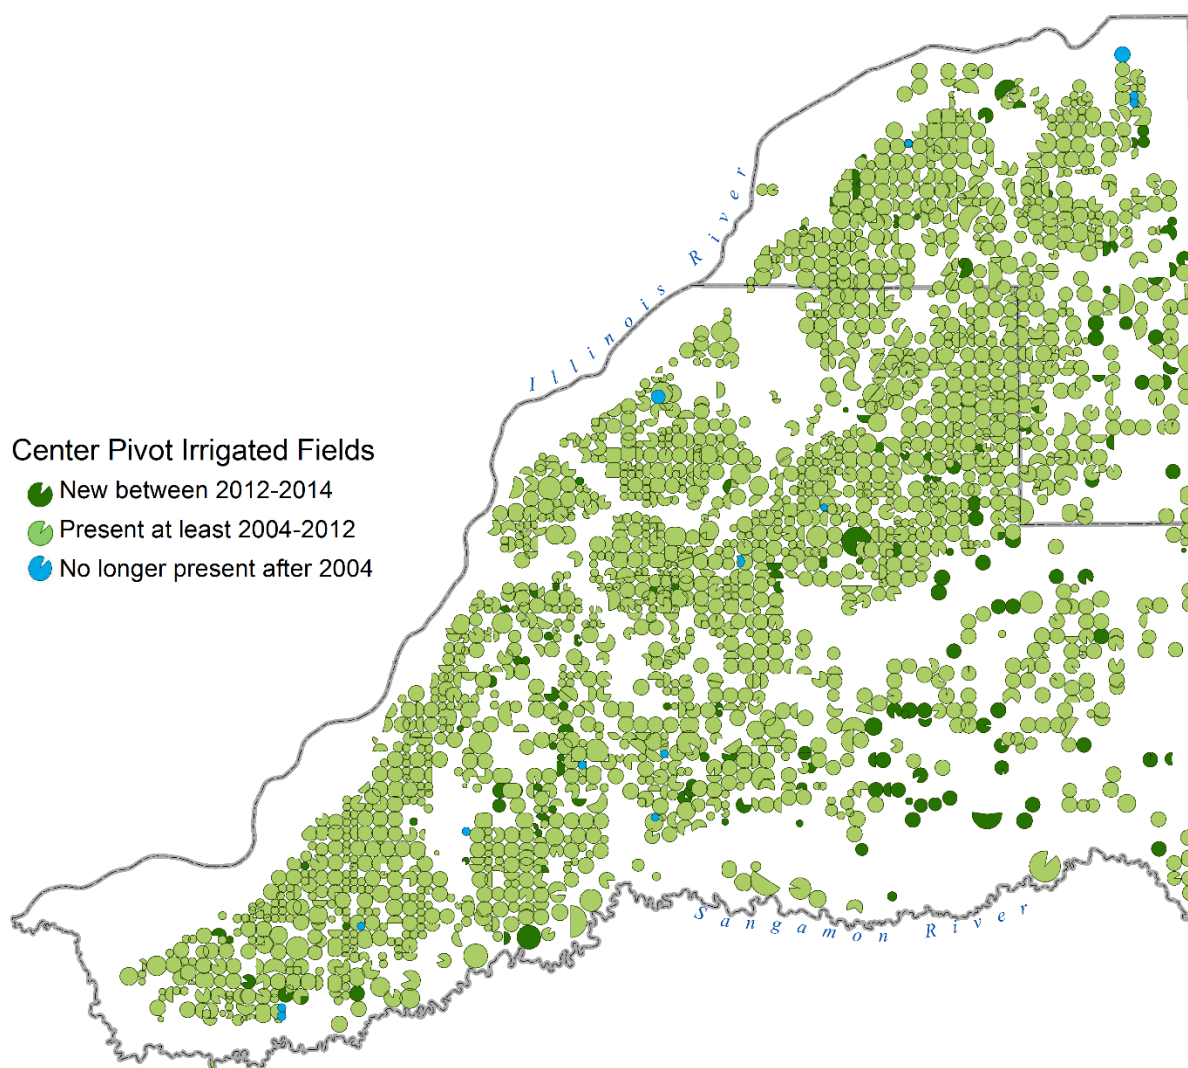 Illinois River
Center Pivot Irrigated Fields
New between 2012-2014
Present at least 2004-2012
No longer present after 2004
Sangamon River